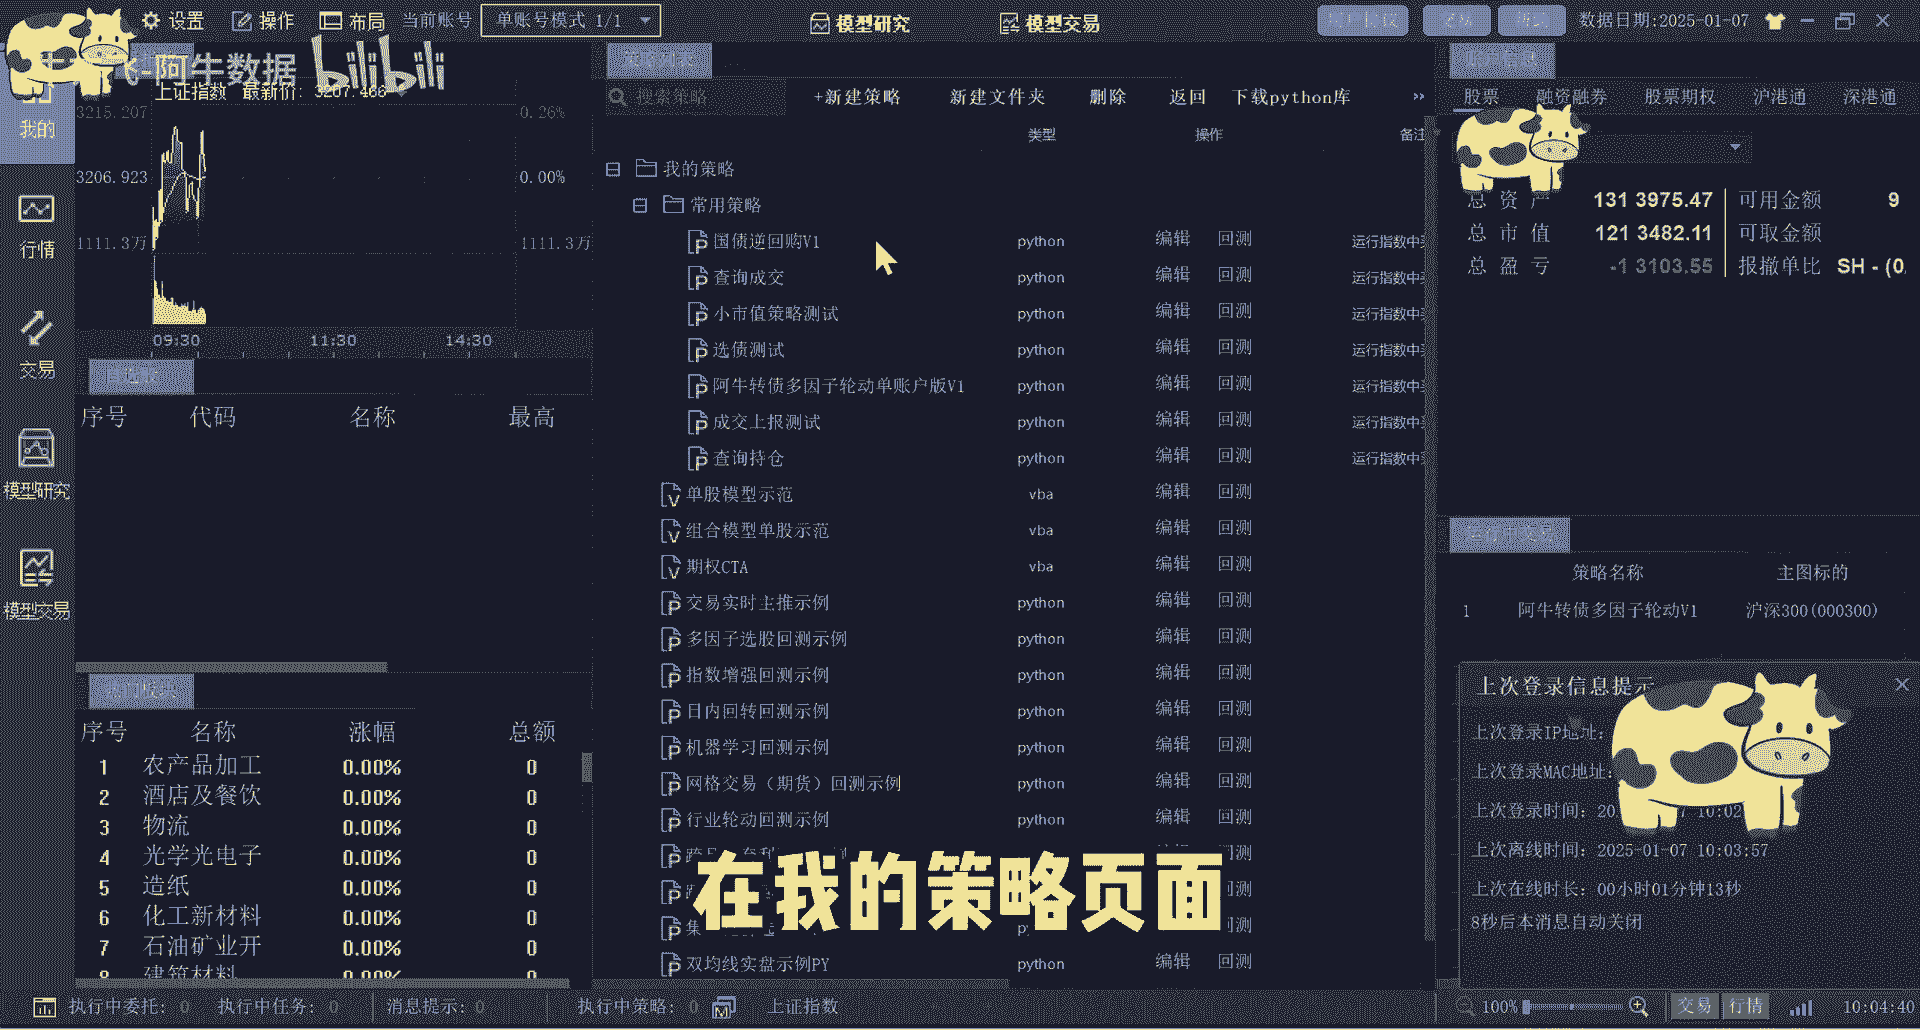 设置 操作 布局 当前账号 单账号模式 1/1 模型研究 模型交易 数据日期:2025-01-07
阿牛数据 bilibili
上证指数 最新价: 3207.466
3215.207 0.26%
3206.923 0.00%
1111.3万 1111.3万
09:30 11:30 14:30
我的
行情
交易
模型研究
模型交易
序号 代码 名称 最高
序号 名称 涨幅 总额
1 农产品加工 0.00% 0
2 酒店及餐饮 0.00% 0
3 物流 0.00% 0
4 光学光电子 0.00% 0
5 造纸 0.00% 0
6 化工新材料 0.00% 0
7 石油矿业开 0.00% 0
8 建筑材料 0.00% 0
搜索策略 +新建策略 新建文件夹 删除 返回 下载python库 »
类型 操作 备注
我的策略
常用策略
国债逆回购V1 python 编辑 回测 运行指数中
查询成交 python 编辑 回测 运行指数中
小市值策略测试 python 编辑 回测 运行指数中
选债测试 python 编辑 回测 运行指数中
阿牛转债多因子轮动单账户版V1 python 编辑 回测 运行指数中
成交上报测试 python 编辑 回测 运行指数中
查询持仓 python 编辑 回测 运行指数中
单股模型示范 vba 编辑 回测
组合模型单股示范 vba 编辑 回测
期权CTA vba 编辑 回测
交易实时主推示例 python 编辑 回测
多因子选股回测示例 python 编辑 回测
指数增强回测示例 python 编辑 回测
日内回转回测示例 python 编辑 回测
机器学习回测示例 python 编辑 回测
网格交易（期货）回测示例 python 编辑 回测
行业轮动回测示例 python 编辑 回测
双均线实盘示例PY python 编辑 回测
在我的策略页面
股票 融资融券 股票期权 沪港通 深港通
总资产 131 3975.47 可用金额 9
总市值 121 3482.11 可取金额
总盈亏 -1 3103.55 报撤单比 SH - (0
策略名称 主图标的
1 阿牛转债多因子轮动V1 沪深300(000300)
上次登录信息提示
上次登录IP地址:
上次登录MAC地址:
上次登录时间: 20 7 10:02
上次离线时间: 2025-01-07 10:03:57
上次在线时长: 00小时01分钟13秒
8秒后本消息自动关闭
执行中委托: 0 执行中任务: 0 消息提示: 0 执行中策略: 0 上证指数 100% 交易 行情 10:04:40